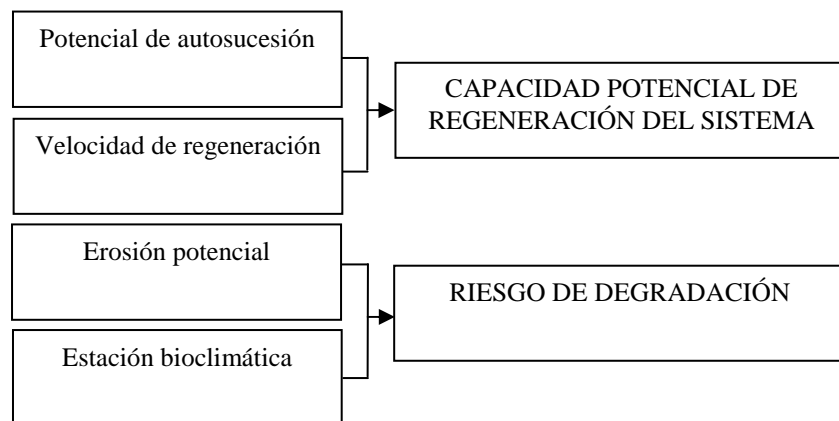 Potencial de autosucesión
Velocidad de regeneración
CAPACIDAD POTENCIAL DE
REGENERACIÓN DEL SISTEMA
Erosión potencial
Estación bioclimática
RIESGO DE DEGRADACIÓN